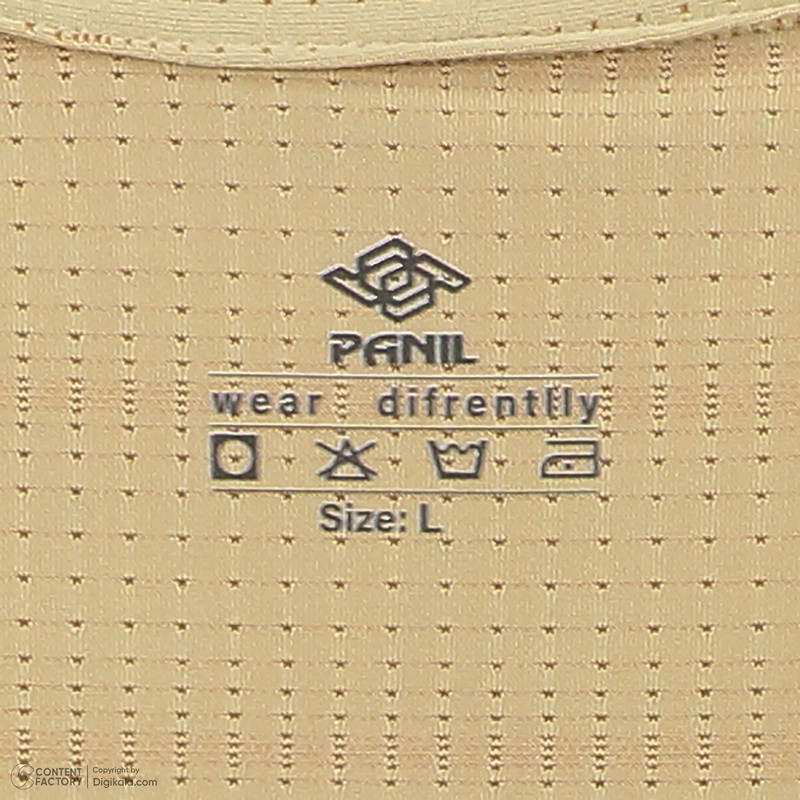 PANIL
wear difrentlly
Size: L
CONTENT FACTORY
Copyright by
Digikala.com